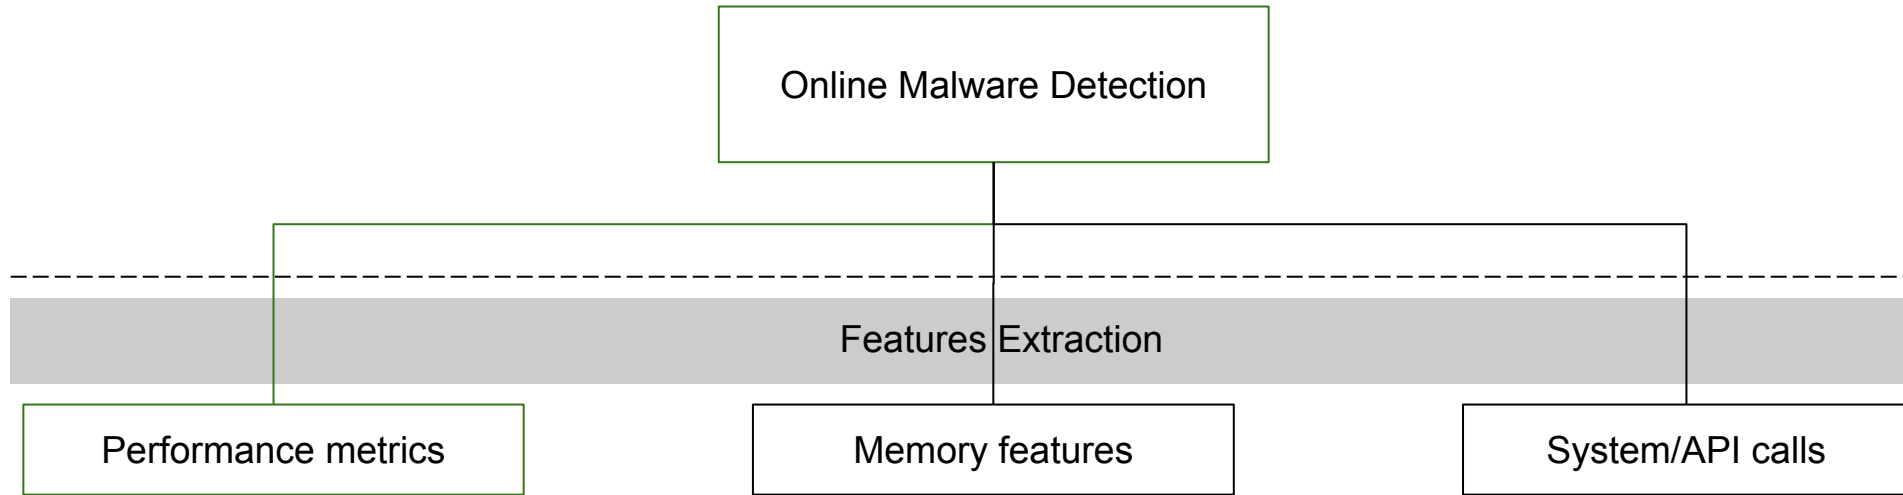 Online Malware Detection
Features Extraction
Performance metrics
Memory features
System/API calls